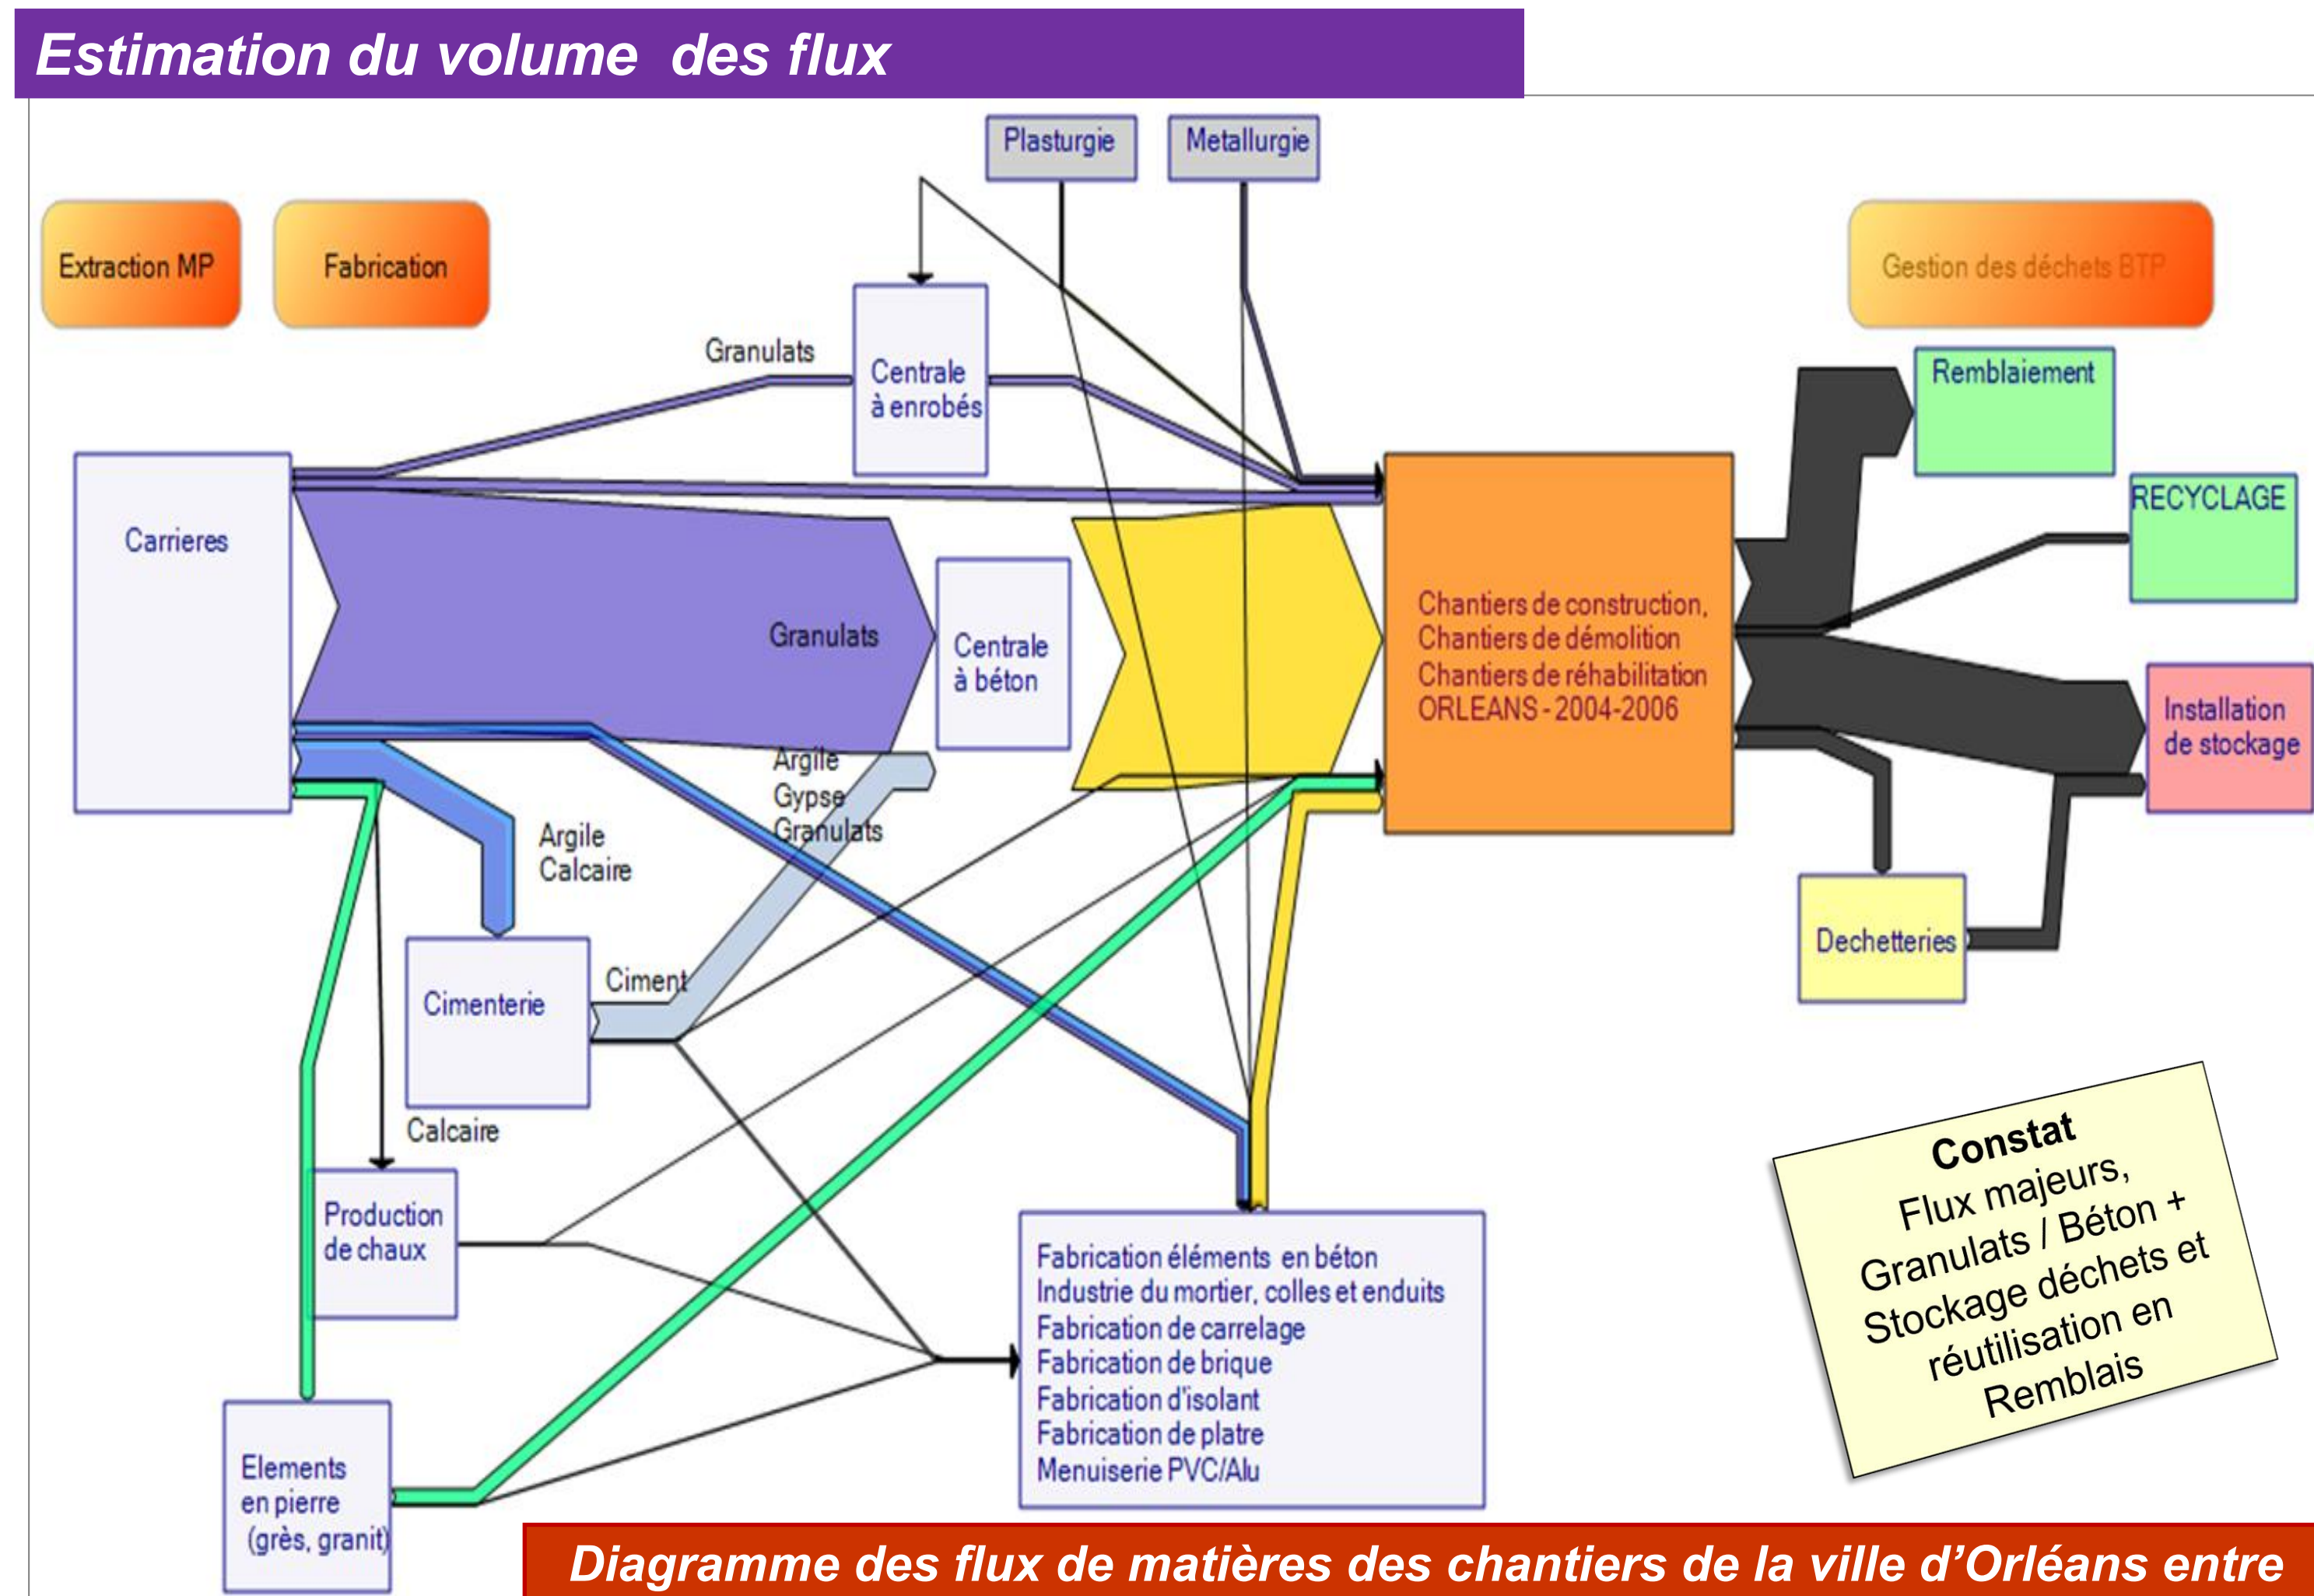 Estimation du volume des flux
Plasturgie
Metallurgie
Extraction MP
Fabrication
Gestion des déchets BTP
Granulats
Centrale
à enrobés
Remblaiement
RECYCLAGE
Carrieres
Granulats
Centrale
à béton
Chantiers de construction,
Chantiers de démolition
Chantiers de réhabilitation
ORLEANS - 2004-2006
Installation
de stockage
Argile
Gypse
Granulats
Argile
Calcaire
Dechetteries
Ciment
Cimenterie
Calcaire
Production
de chaux
Constat
Flux majeurs,
Granulats / Béton +
Stockage déchets et
réutilisation en
Remblais
Fabrication éléments en béton
Industrie du mortier, colles et enduits
Fabrication de carrelage
Fabrication de brique
Fabrication d'isolant
Fabrication de platre
Menuiserie PVC/Alu
Elements
en pierre
(grès, granit)
Diagramme des flux de matières des chantiers de la ville d’Orléans entre